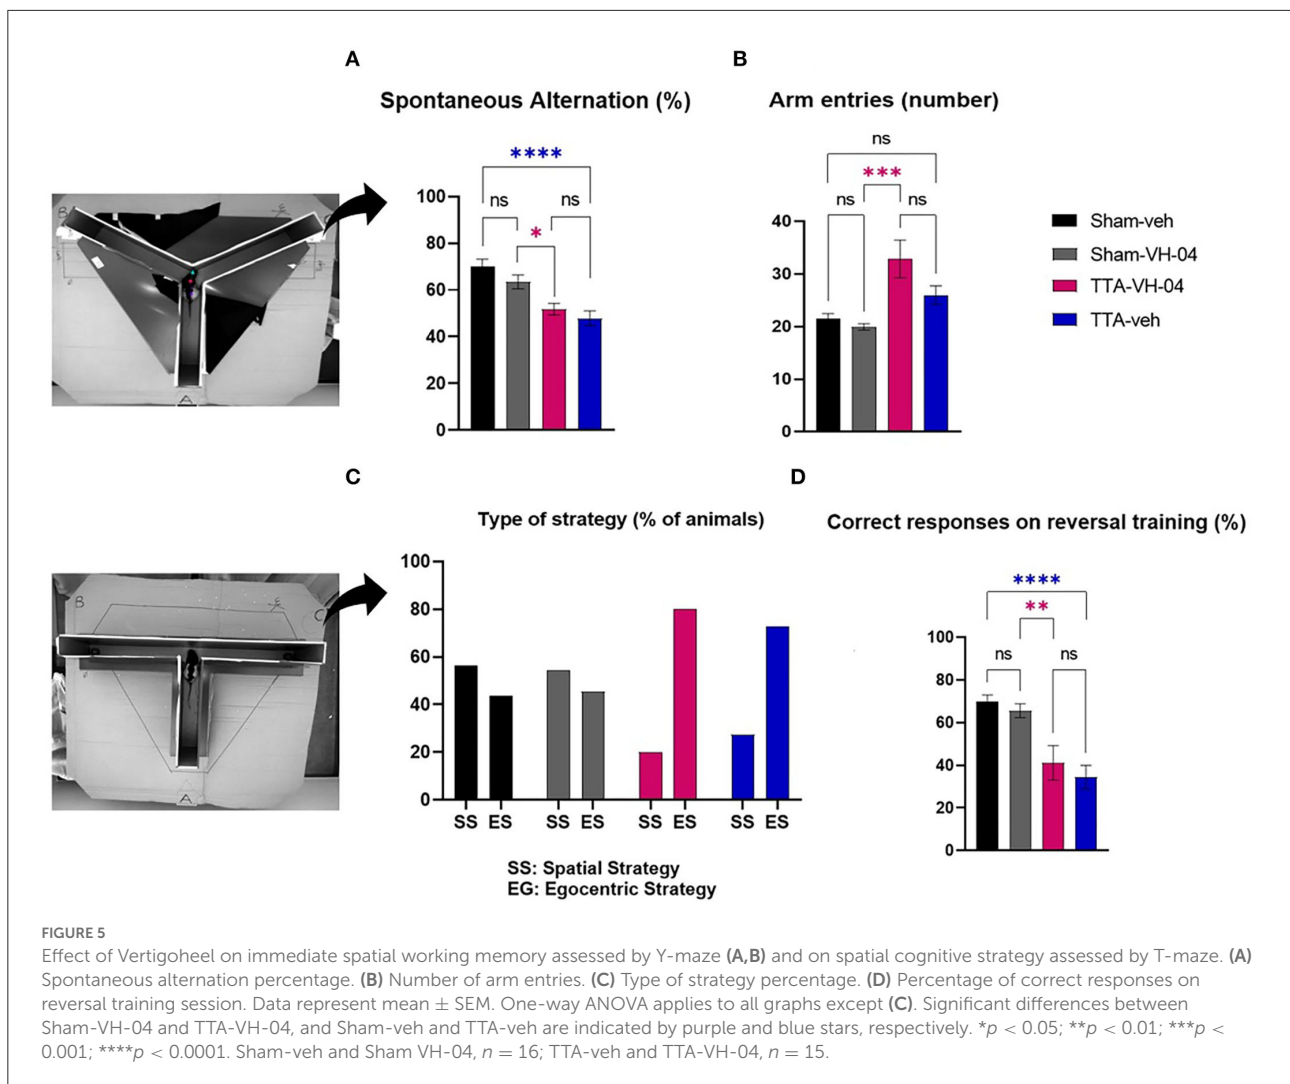 A
Spontaneous Alternation (%)
****
ns
ns
*
100
80
60
40
20
0
B
C
A
B
Arm entries (number)
ns
***
ns
ns
40
30
20
10
0
Sham-veh
Sham-VH-04
TTA-VH-04
TTA-veh
C
Type of strategy (% of animals)
100
80
60
40
20
0
SS ES SS ES SS ES SS ES
SS: Spatial Strategy
EG: Egocentric Strategy
B
C
A
D
Correct responses on reversal training (%)
****
**
ns
ns
100
80
60
40
20
0
FIGURE 5
Effect of Vertigoheel on immediate spatial working memory assessed by Y-maze (A,B) and on spatial cognitive strategy assessed by T-maze. (A)
Spontaneous alternation percentage. (B) Number of arm entries. (C) Type of strategy percentage. (D) Percentage of correct responses on
reversal training session. Data represent mean ± SEM. One-way ANOVA applies to all graphs except (C). Significant differences between
Sham-VH-04 and TTA-VH-04, and Sham-veh and TTA-veh are indicated by purple and blue stars, respectively. *p < 0.05; **p < 0.01; ***p <
0.001; ****p < 0.0001. Sham-veh and Sham VH-04, n = 16; TTA-veh and TTA-VH-04, n = 15.